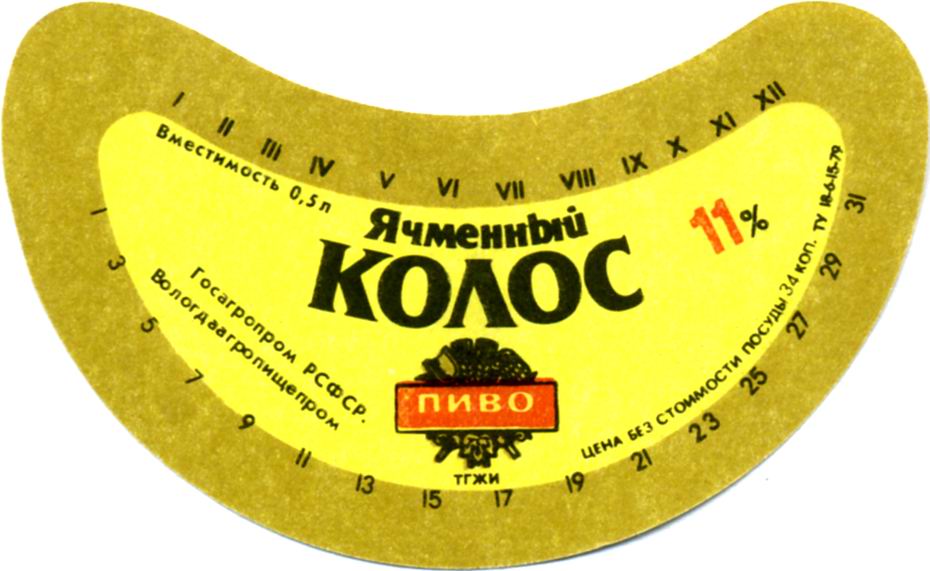 I II III IV V VI VII VIII IX X XI XII
Вместимость 0,5 л
Ячменный
КОЛОС
11%
Госагропром РСФСР.
Вологдаагропищепром
ПИВО
ТГЖИ
ЦЕНА БЕЗ СТОИМОСТИ ПОСУДЫ 34 КОП. ТУ 18-6-15-79
1 3 5 7 9 11 13 15 17 19 21 23 25 27 29 31